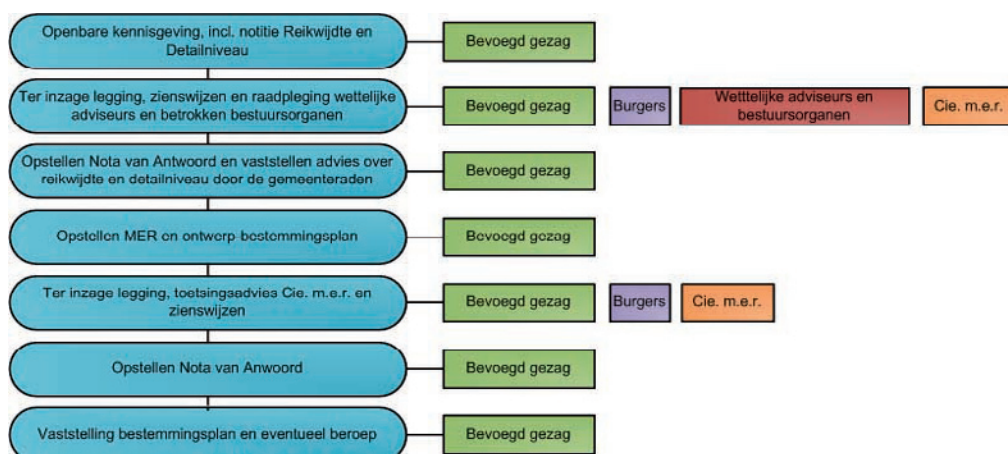 Openbare kennisgeving, incl. notitie Reikwijdte en
Detailniveau
Bevoegd gezag
Ter inzage legging, zienswijzen en raadpleging wettelijke
adviseurs en betrokken bestuursorganen
Bevoegd gezag
Burgers
Wetttelijke adviseurs en
bestuursorganen
Cie. m.e.r.
Opstellen Nota van Antwoord en vaststellen advies over
reikwijdte en detailniveau door de gemeenteraden
Bevoegd gezag
Opstellen MER en ontwerp-bestemmingsplan
Bevoegd gezag
Ter inzage legging, toetsingsadvies Cie. m.e.r. en
zienswijzen
Bevoegd gezag
Burgers
Cie. m.e.r.
Opstellen Nota van Anwoord
Bevoegd gezag
Vaststelling bestemmingsplan en eventueel beroep
Bevoegd gezag